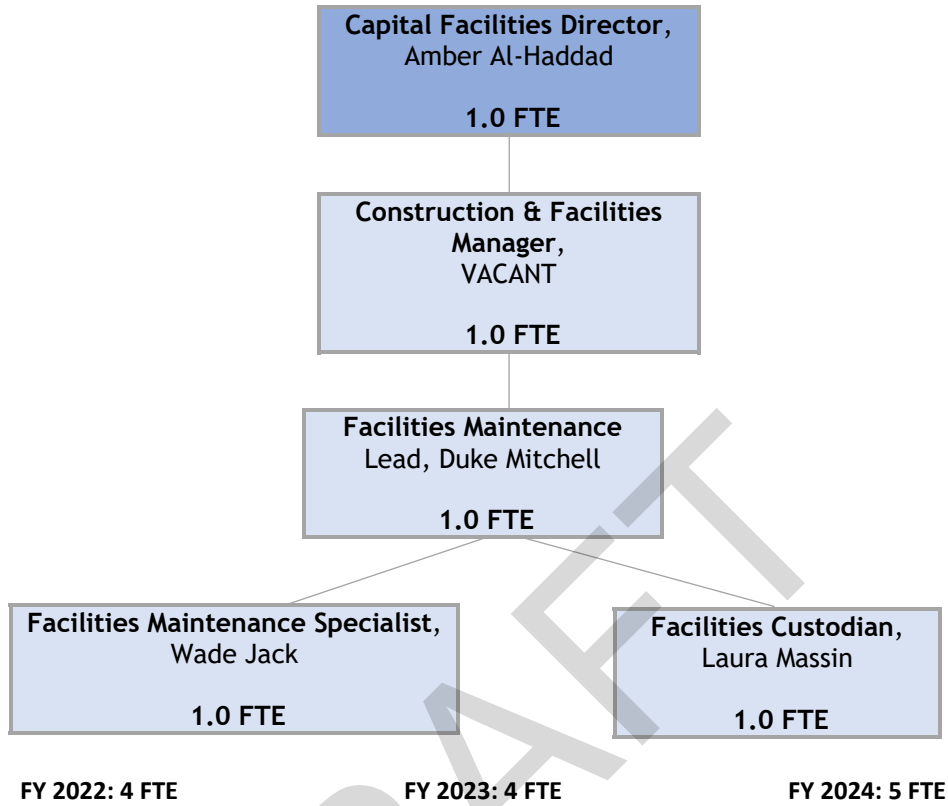 Capital Facilities Director,
Amber Al-Haddad
1.0 FTE
Construction & Facilities
Manager,
VACANT
1.0 FTE
Facilities Maintenance
Lead, Duke Mitchell
1.0 FTE
Facilities Maintenance Specialist,
Wade Jack
1.0 FTE
Facilities Custodian,
Laura Massin
1.0 FTE
FY 2022: 4 FTE
FY 2023: 4 FTE
FY 2024: 5 FTE
DRAFT